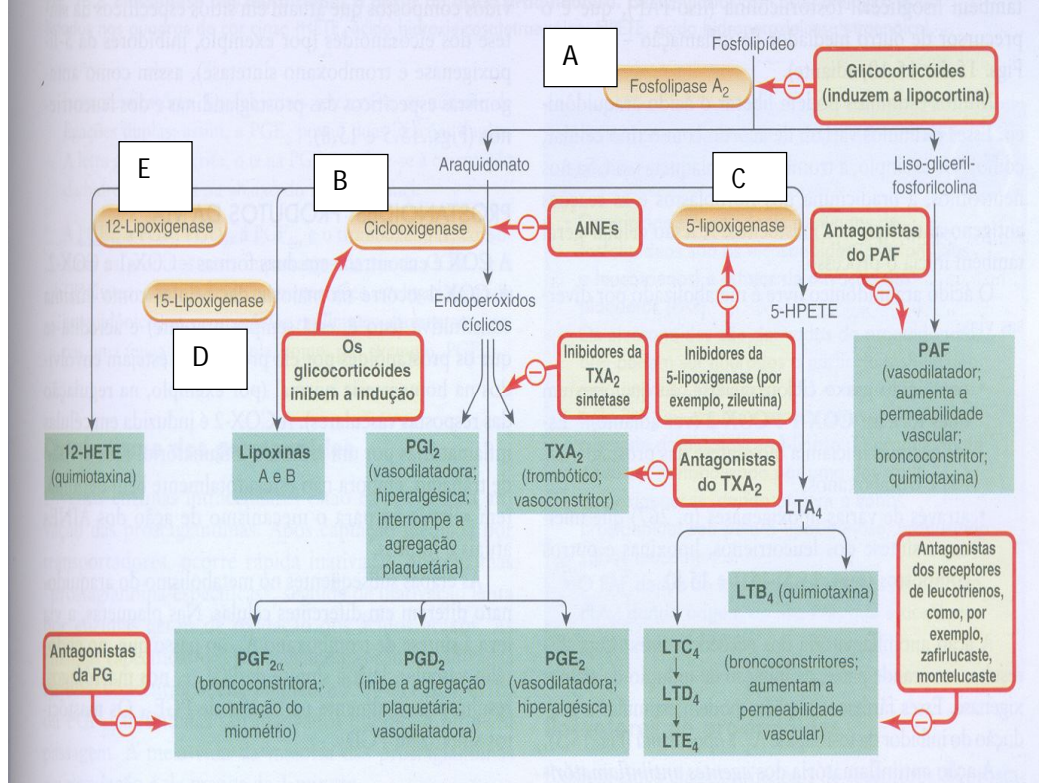 A
Fosfolipídeo
Fosfolipase A2
Glicocorticóides
(induzem a lipocortina)
Araquidonato
Liso-gliceril-
fosforilcolina
E
B
C
12-Lipoxigenase
Ciclooxigenase
AINEs
5-lipoxigenase
Antagonistas
do PAF
15-Lipoxigenase
D
Endoperóxidos
cíclicos
5-HPETE
Os
glicocorticóides
inibem a indução
Inibidores da
TXA2
sintetase
Inibidores da
5-lipoxigenase (por
exemplo, zileutina)
PAF
(vasodilatador;
aumenta a
permeabilidade
vascular;
broncoconstritor;
quimiotaxina)
12-HETE
(quimiotaxina)
Lipoxinas
A e B
PGI2
(vasodilatadora;
hiperalgésica;
interrompe a
agregação
plaquetária)
TXA2
(trombótico;
vasoconstritor)
Antagonistas
do TXA2
LTA4
LTB4 (quimiotaxina)
Antagonistas
dos receptores
de leucotrienos,
como, por
exemplo,
zafirlucaste,
montelucaste
Antagonistas
da PG
PGF2α
(broncoconstritora;
contração do
miométrio)
PGD2
(inibe a agregação
plaquetária;
vasodilatadora)
PGE2
(vasodilatadora;
hiperalgésica)
LTC4
LTD4
LTE4
(broncoconstritores;
aumentam a
permeabilidade
vascular)